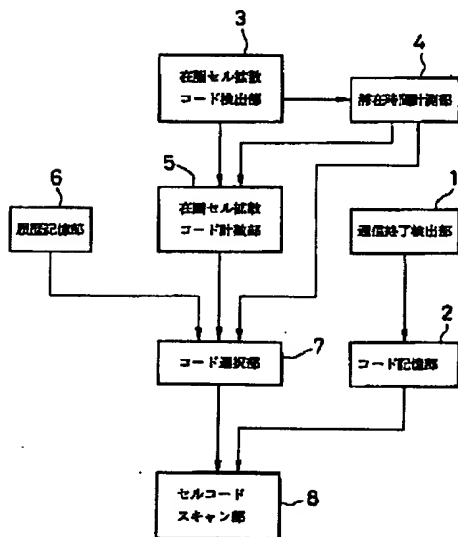 3
在圏セル拡散
コード検出部
4
滞在時間計測部
5
在圏セル拡散
コード計数部
6
履歴記憶部
1
通信終了検出部
コード選択部
7
2
コード記憶部
セルコード
スキャン部
8